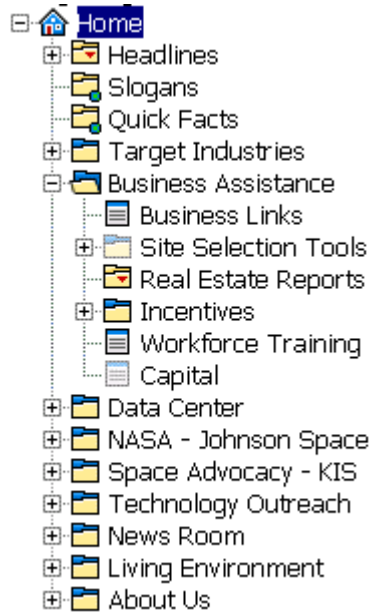 Home
Headlines
Slogans
Quick Facts
Target Industries
Business Assistance
Business Links
Site Selection Tools
Real Estate Reports
Incentives
Workforce Training
Capital
Data Center
NASA - Johnson Space
Space Advocacy - KIS
Technology Outreach
News Room
Living Environment
About Us